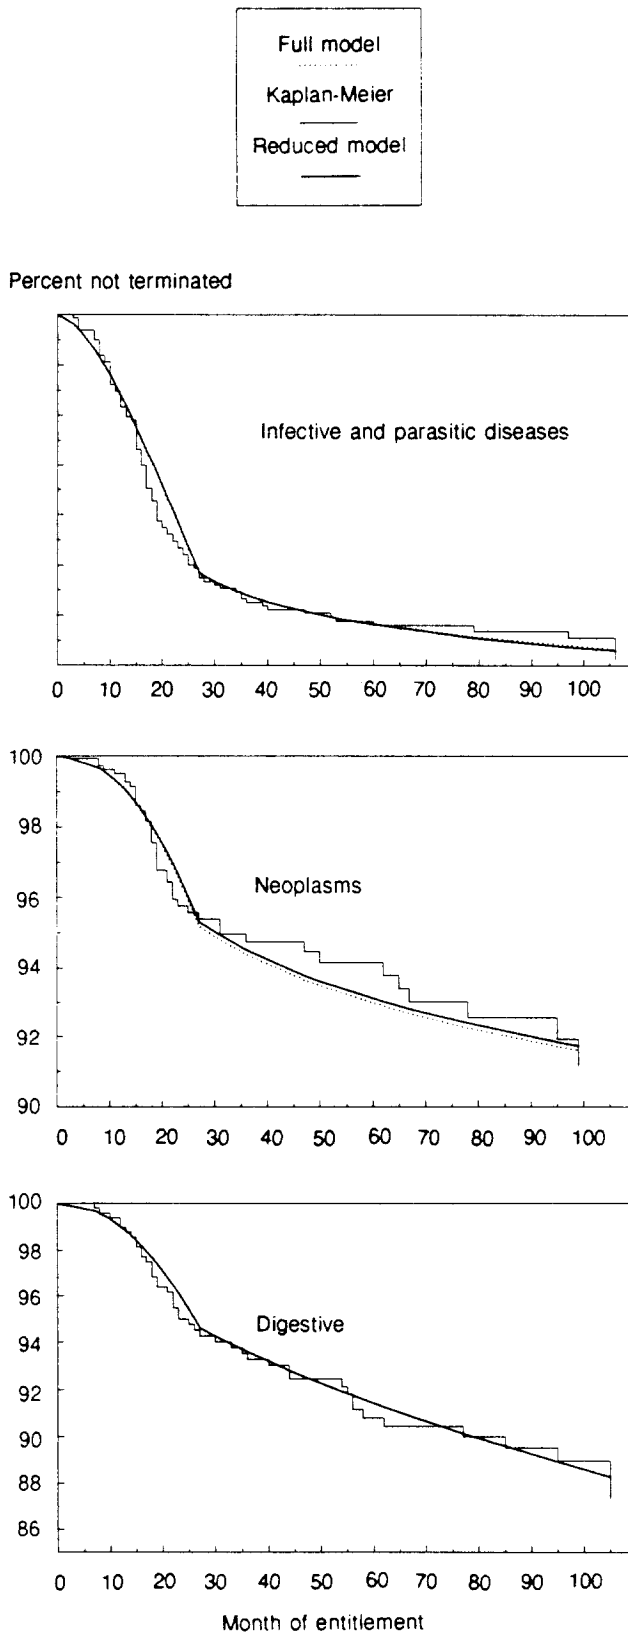 Full model
Kaplan-Meier
Reduced model
Percent not terminated
Infective and parasitic diseases
0 10 20 30 40 50 60 70 80 90 100
100
98
96
Neoplasms
94
92
90
0 10 20 30 40 50 60 70 80 90 100
100
98
96
Digestive
94
92
90
88
86
0 10 20 30 40 50 60 70 80 90 100
Month of entitlement